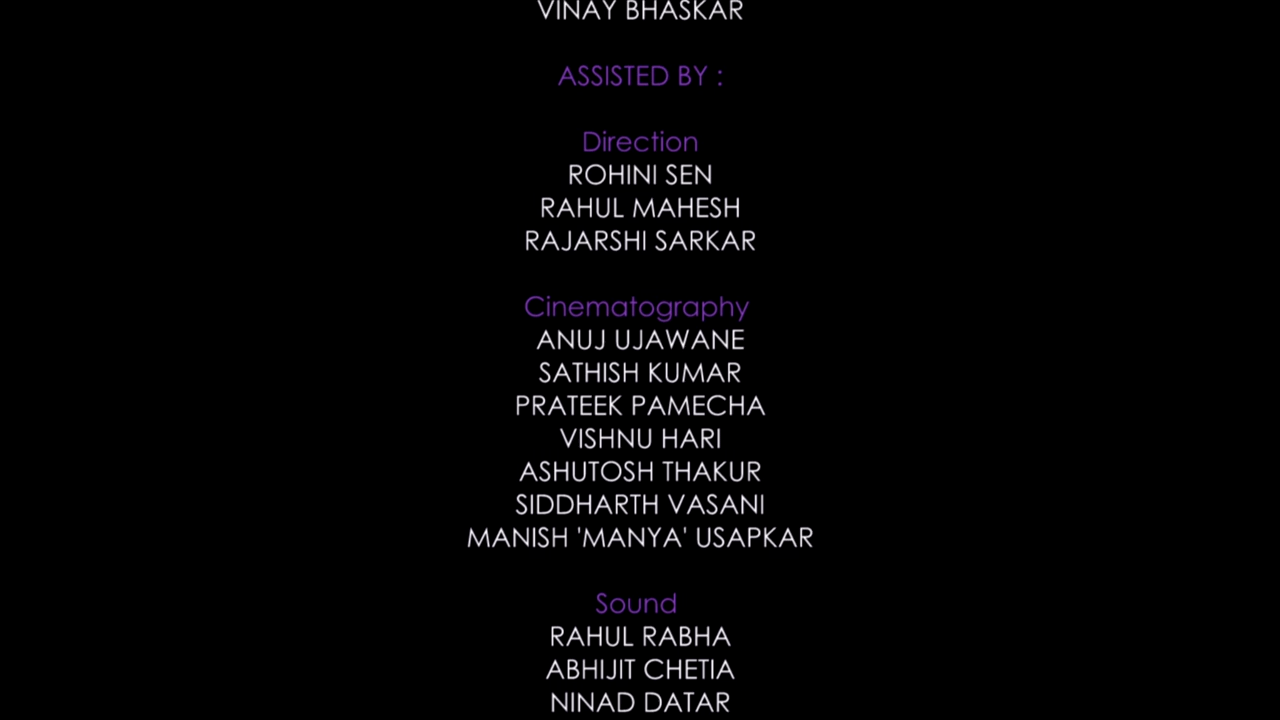 VINAY BHASKAR
ASSISTED BY :
Direction
ROHINI SEN
RAHUL MAHESH
RAJARSHI SARKAR
Cinematography
ANUJ UJAWANE
SATHISH KUMAR
PRATEEK PAMECHA
VISHNU HARI
ASHUTOSH THAKUR
SIDDHARTH VASANI
MANISH 'MANYA' USAPKAR
Sound
RAHUL RABHA
ABHIJIT CHETIA
NINAD DATAR